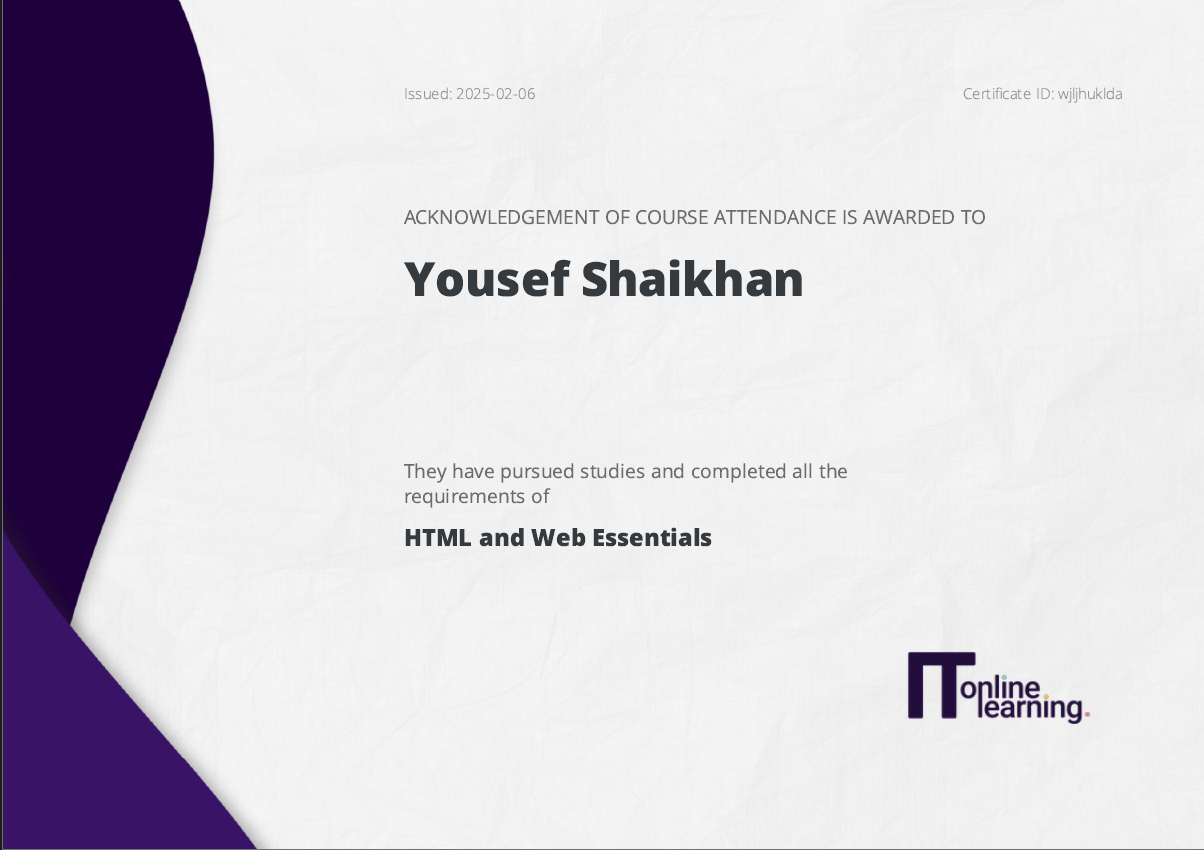 Issued: 2025-02-06
Certificate ID: wjljhuklda
ACKNOWLEDGEMENT OF COURSE ATTENDANCE IS AWARDED TO
Yousef Shaikhan
They have pursued studies and completed all the
requirements of
HTML and Web Essentials
IT online
learning.